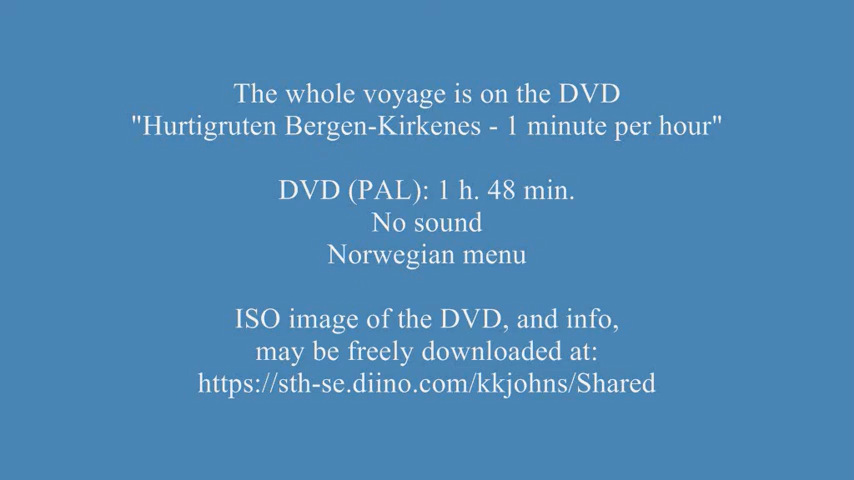 The whole voyage is on the DVD
"Hurtigruten Bergen-Kirkenes - 1 minute per hour"
DVD (PAL): 1 h. 48 min.
No sound
Norwegian menu
ISO image of the DVD, and info,
may be freely downloaded at:
https://sth-se.diino.com/kkjohns/Shared